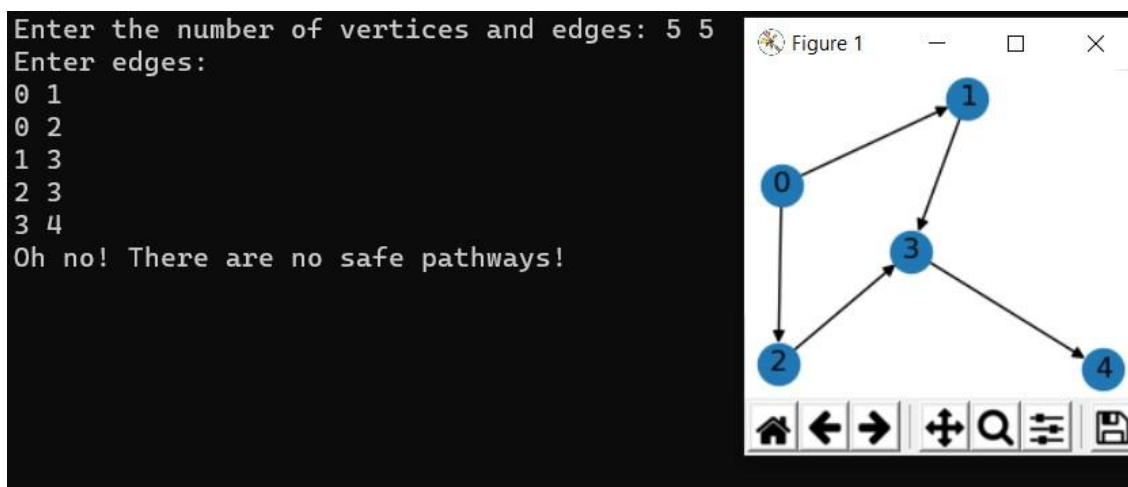 Enter the number of vertices and edges: 5 5
Enter edges:
0 1
0 2
1 3
2 3
3 4
Oh no! There are no safe pathways!
Figure 1
1
0
3
2
4